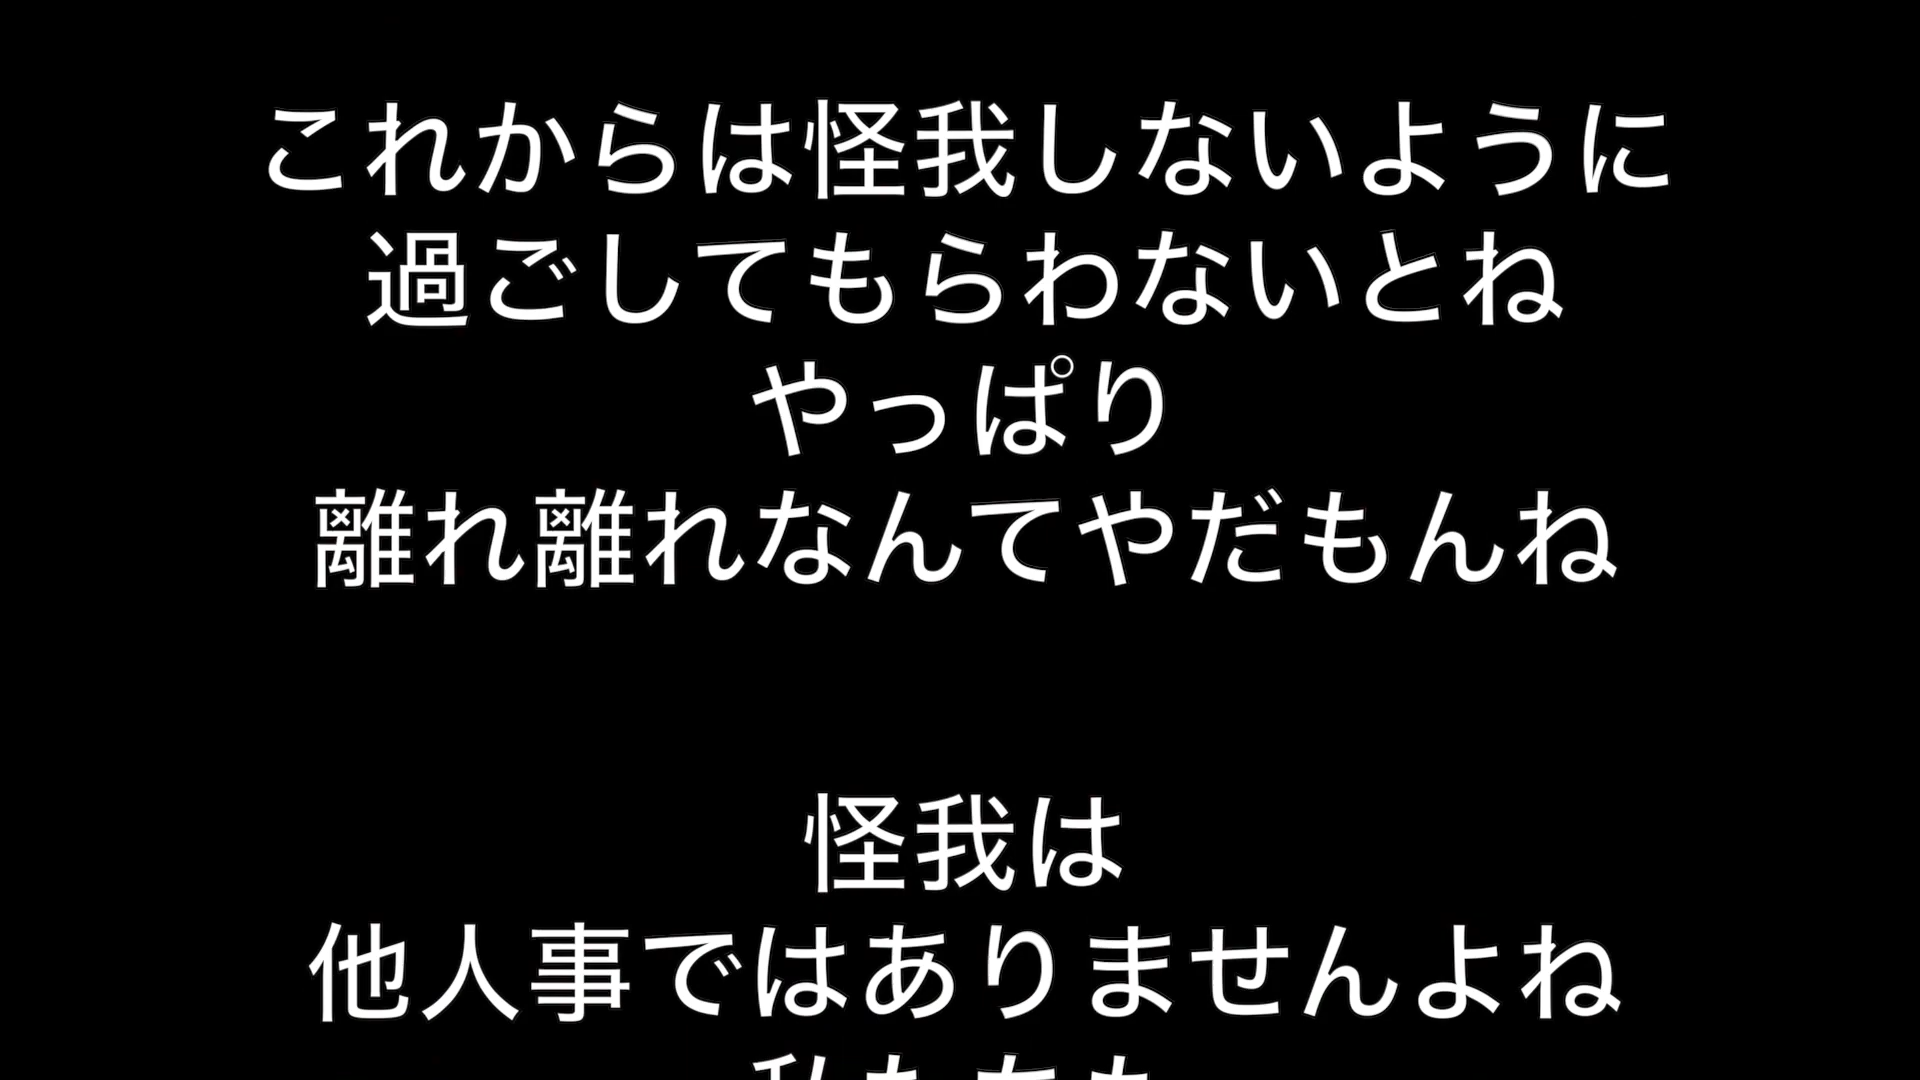 これからは怪我しないように
過ごしてもらわないとね
やっぱり
離れ離れなんてやだもんね
怪我は
他人事ではありませんよね